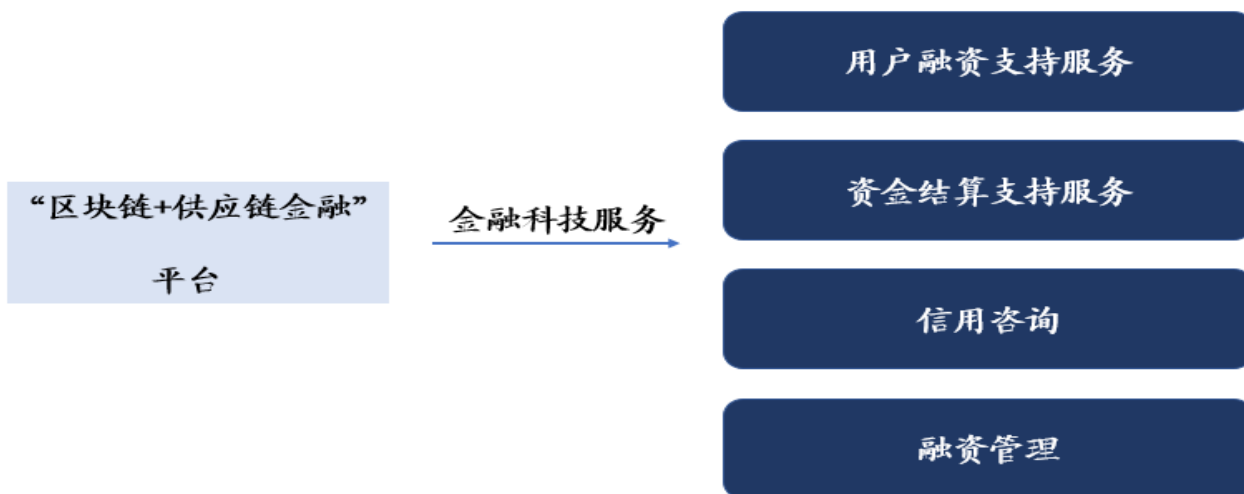 “区块链+供应链金融”
平台
金融科技服务
用户融资支持服务
资金结算支持服务
信用咨询
融资管理